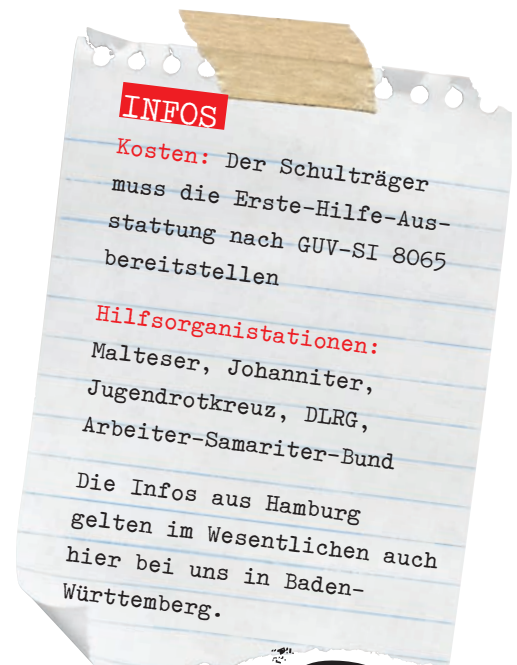 INFOS
Kosten: Der Schulträger
muss die Erste-Hilfe-Aus-
stattung nach GUV-SI 8065
bereitstellen
Hilfsorganistationen:
Malteser, Johanniter,
Jugendrotkreuz, DLRG,
Arbeiter-Samariter-Bund
Die Infos aus Hamburg
gelten im Wesentlichen auch
hier bei uns in Baden-
Württemberg.